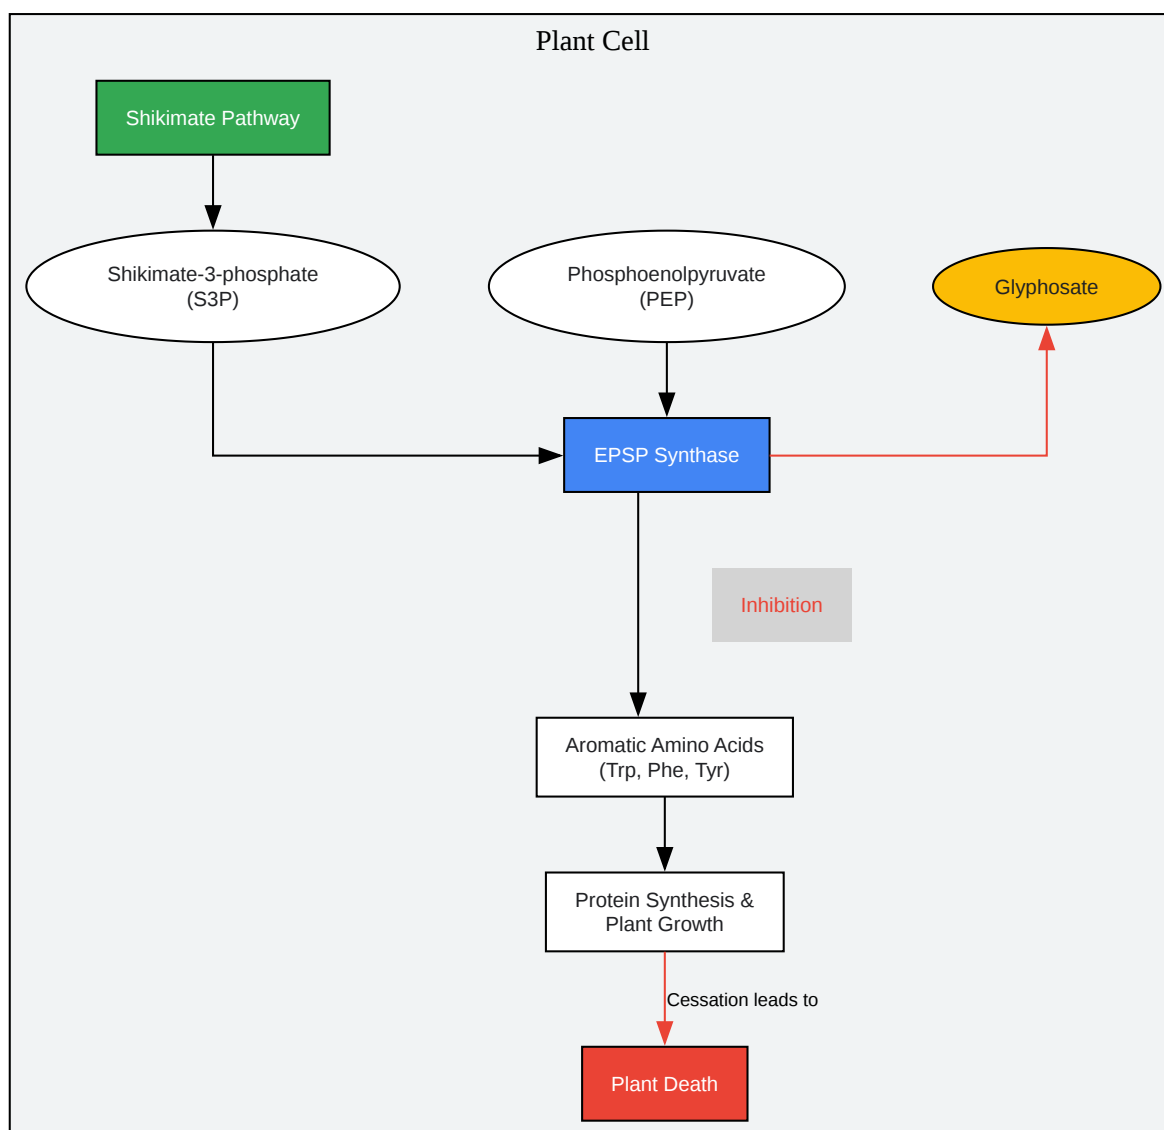 Plant Cell
Shikimate Pathway
Shikimate-3-phosphate
(S3P)
Phosphoenolpyruvate
(PEP)
Glyphosate
EPSP Synthase
Inhibition
Aromatic Amino Acids
(Trp, Phe, Tyr)
Protein Synthesis &
Plant Growth
Cessation leads to
Plant Death